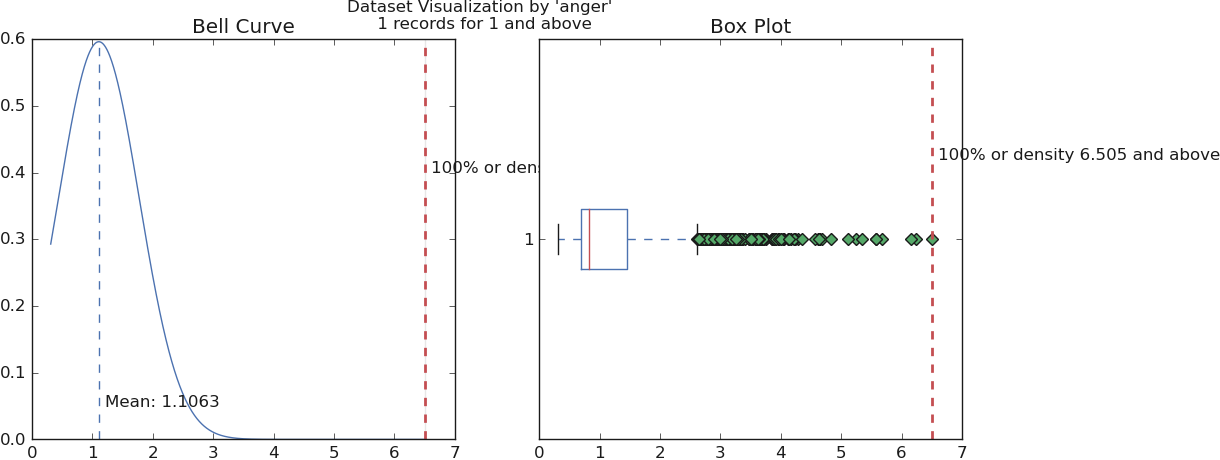 Dataset Visualization by 'anger'
1 records for 1 and above
Bell Curve
0.6
0.5
0.4
0.3
0.2
0.1
0.0
0 1 2 3 4 5 6 7
100% or dens
Mean: 1.1063
Box Plot
1
0 1 2 3 4 5 6 7
100% or density 6.505 and above